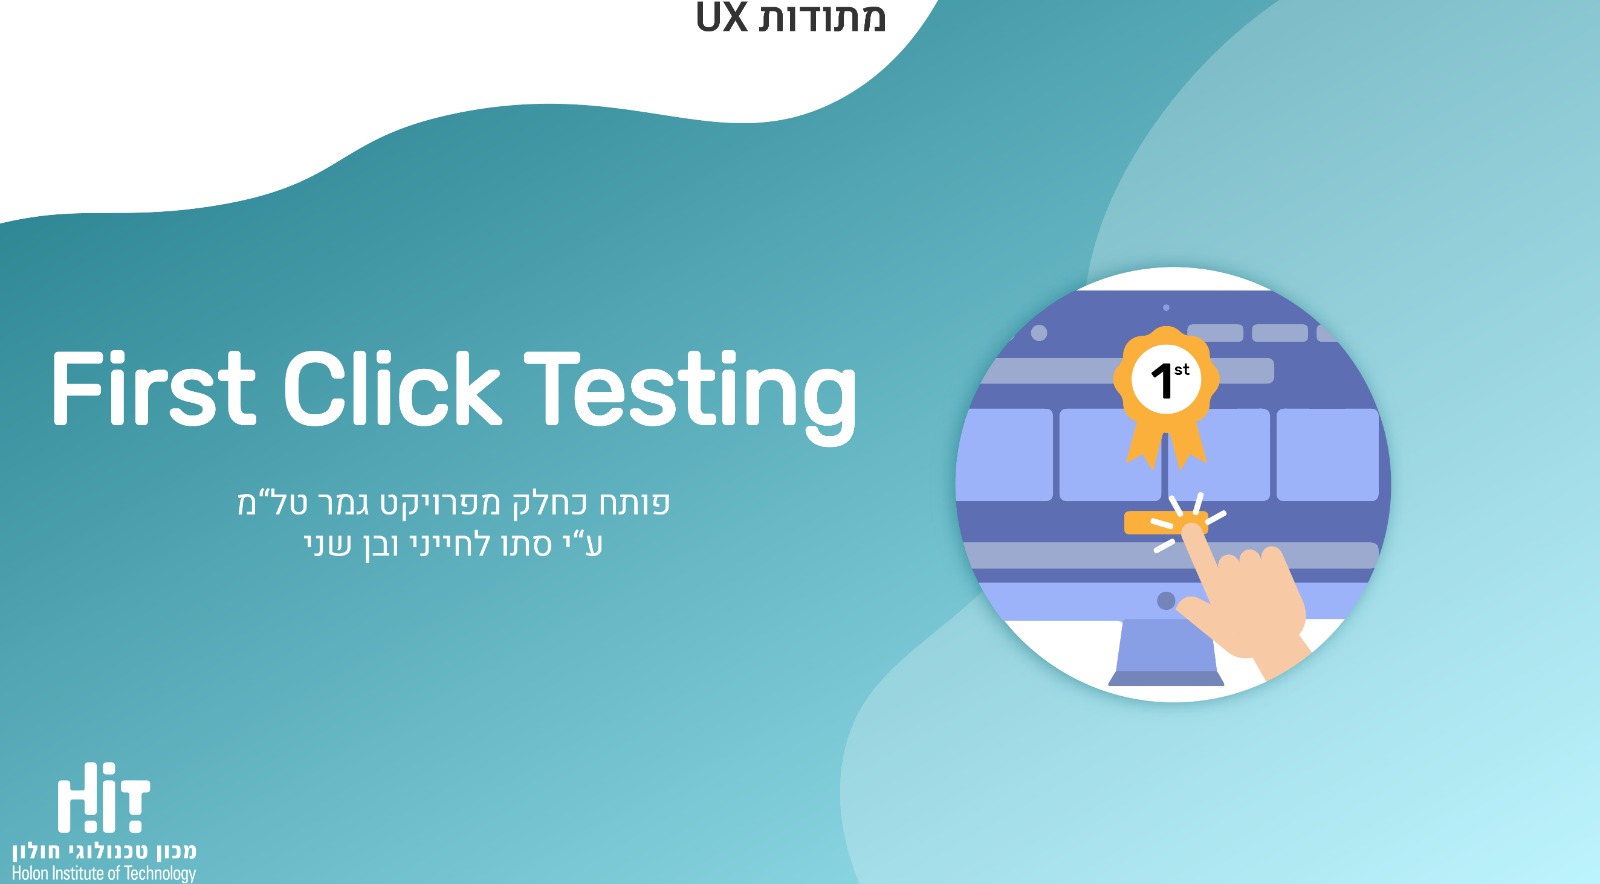 מתודות UX
First Click Testing
פותח כחלק מפרויקט גמר טל“מ
ע“י סתו לחייני ובן שני
1st
HiT
מכון טכנולוגי חולון
Holon Institute of Technology